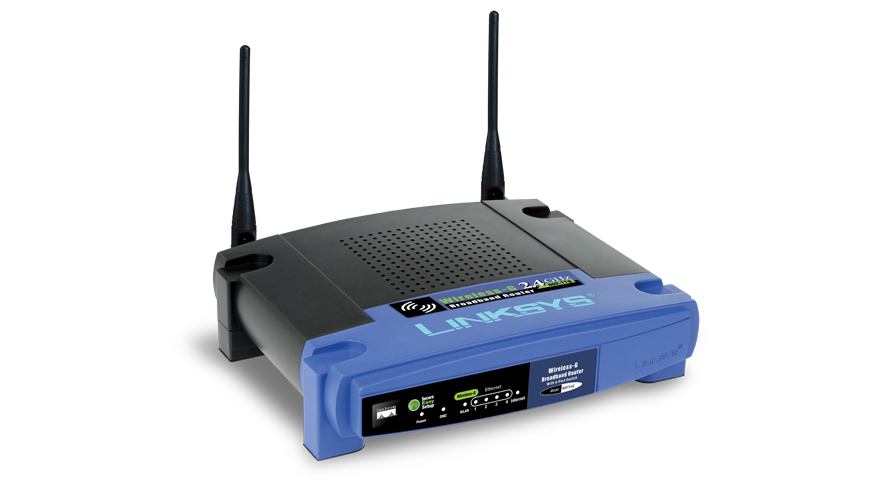 Wireless-G
2.4GHz
Broadband Router
LINKSYS®
LINKSYS®
Wireless-G
Broadband Router
With 4-Port Switch
Secure
Easy
Setup
Wireless-G
Ethernet
Power
DMZ
WLAN
1
2
3
4
Internet